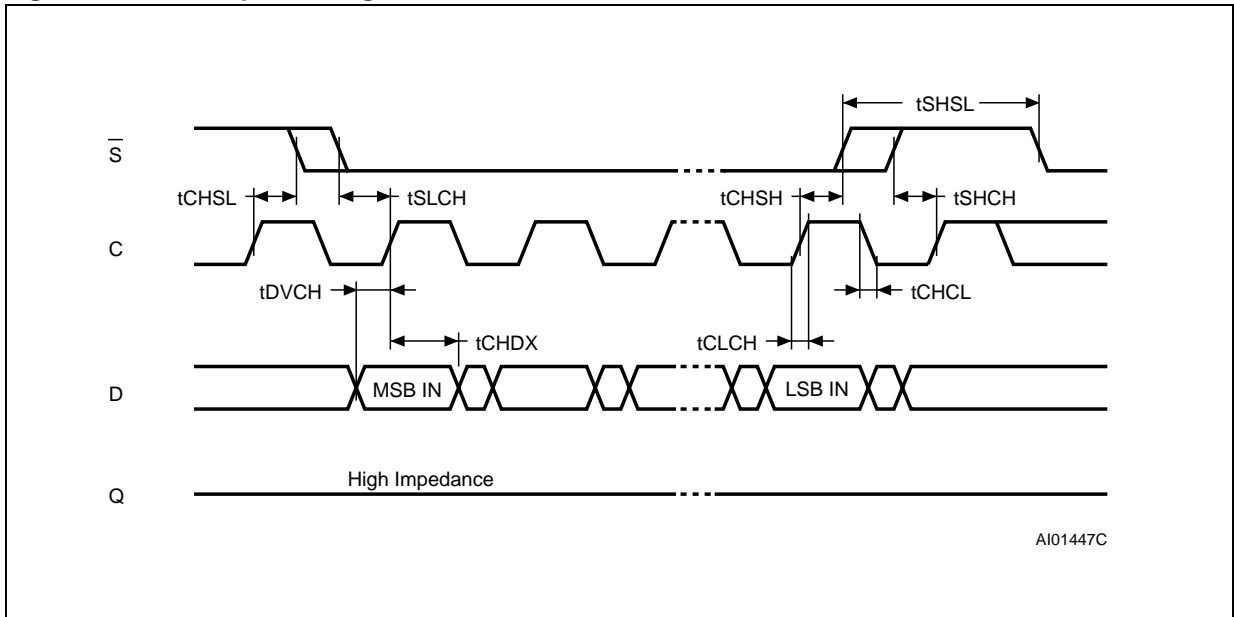 tSHSL
S
tCHSL
tSLCH
tCHSH
tSHCH
C
tDVCH
tCHCL
tCHDX
tCLCH
D
MSB IN
LSB IN
High Impedance
Q
AI01447C